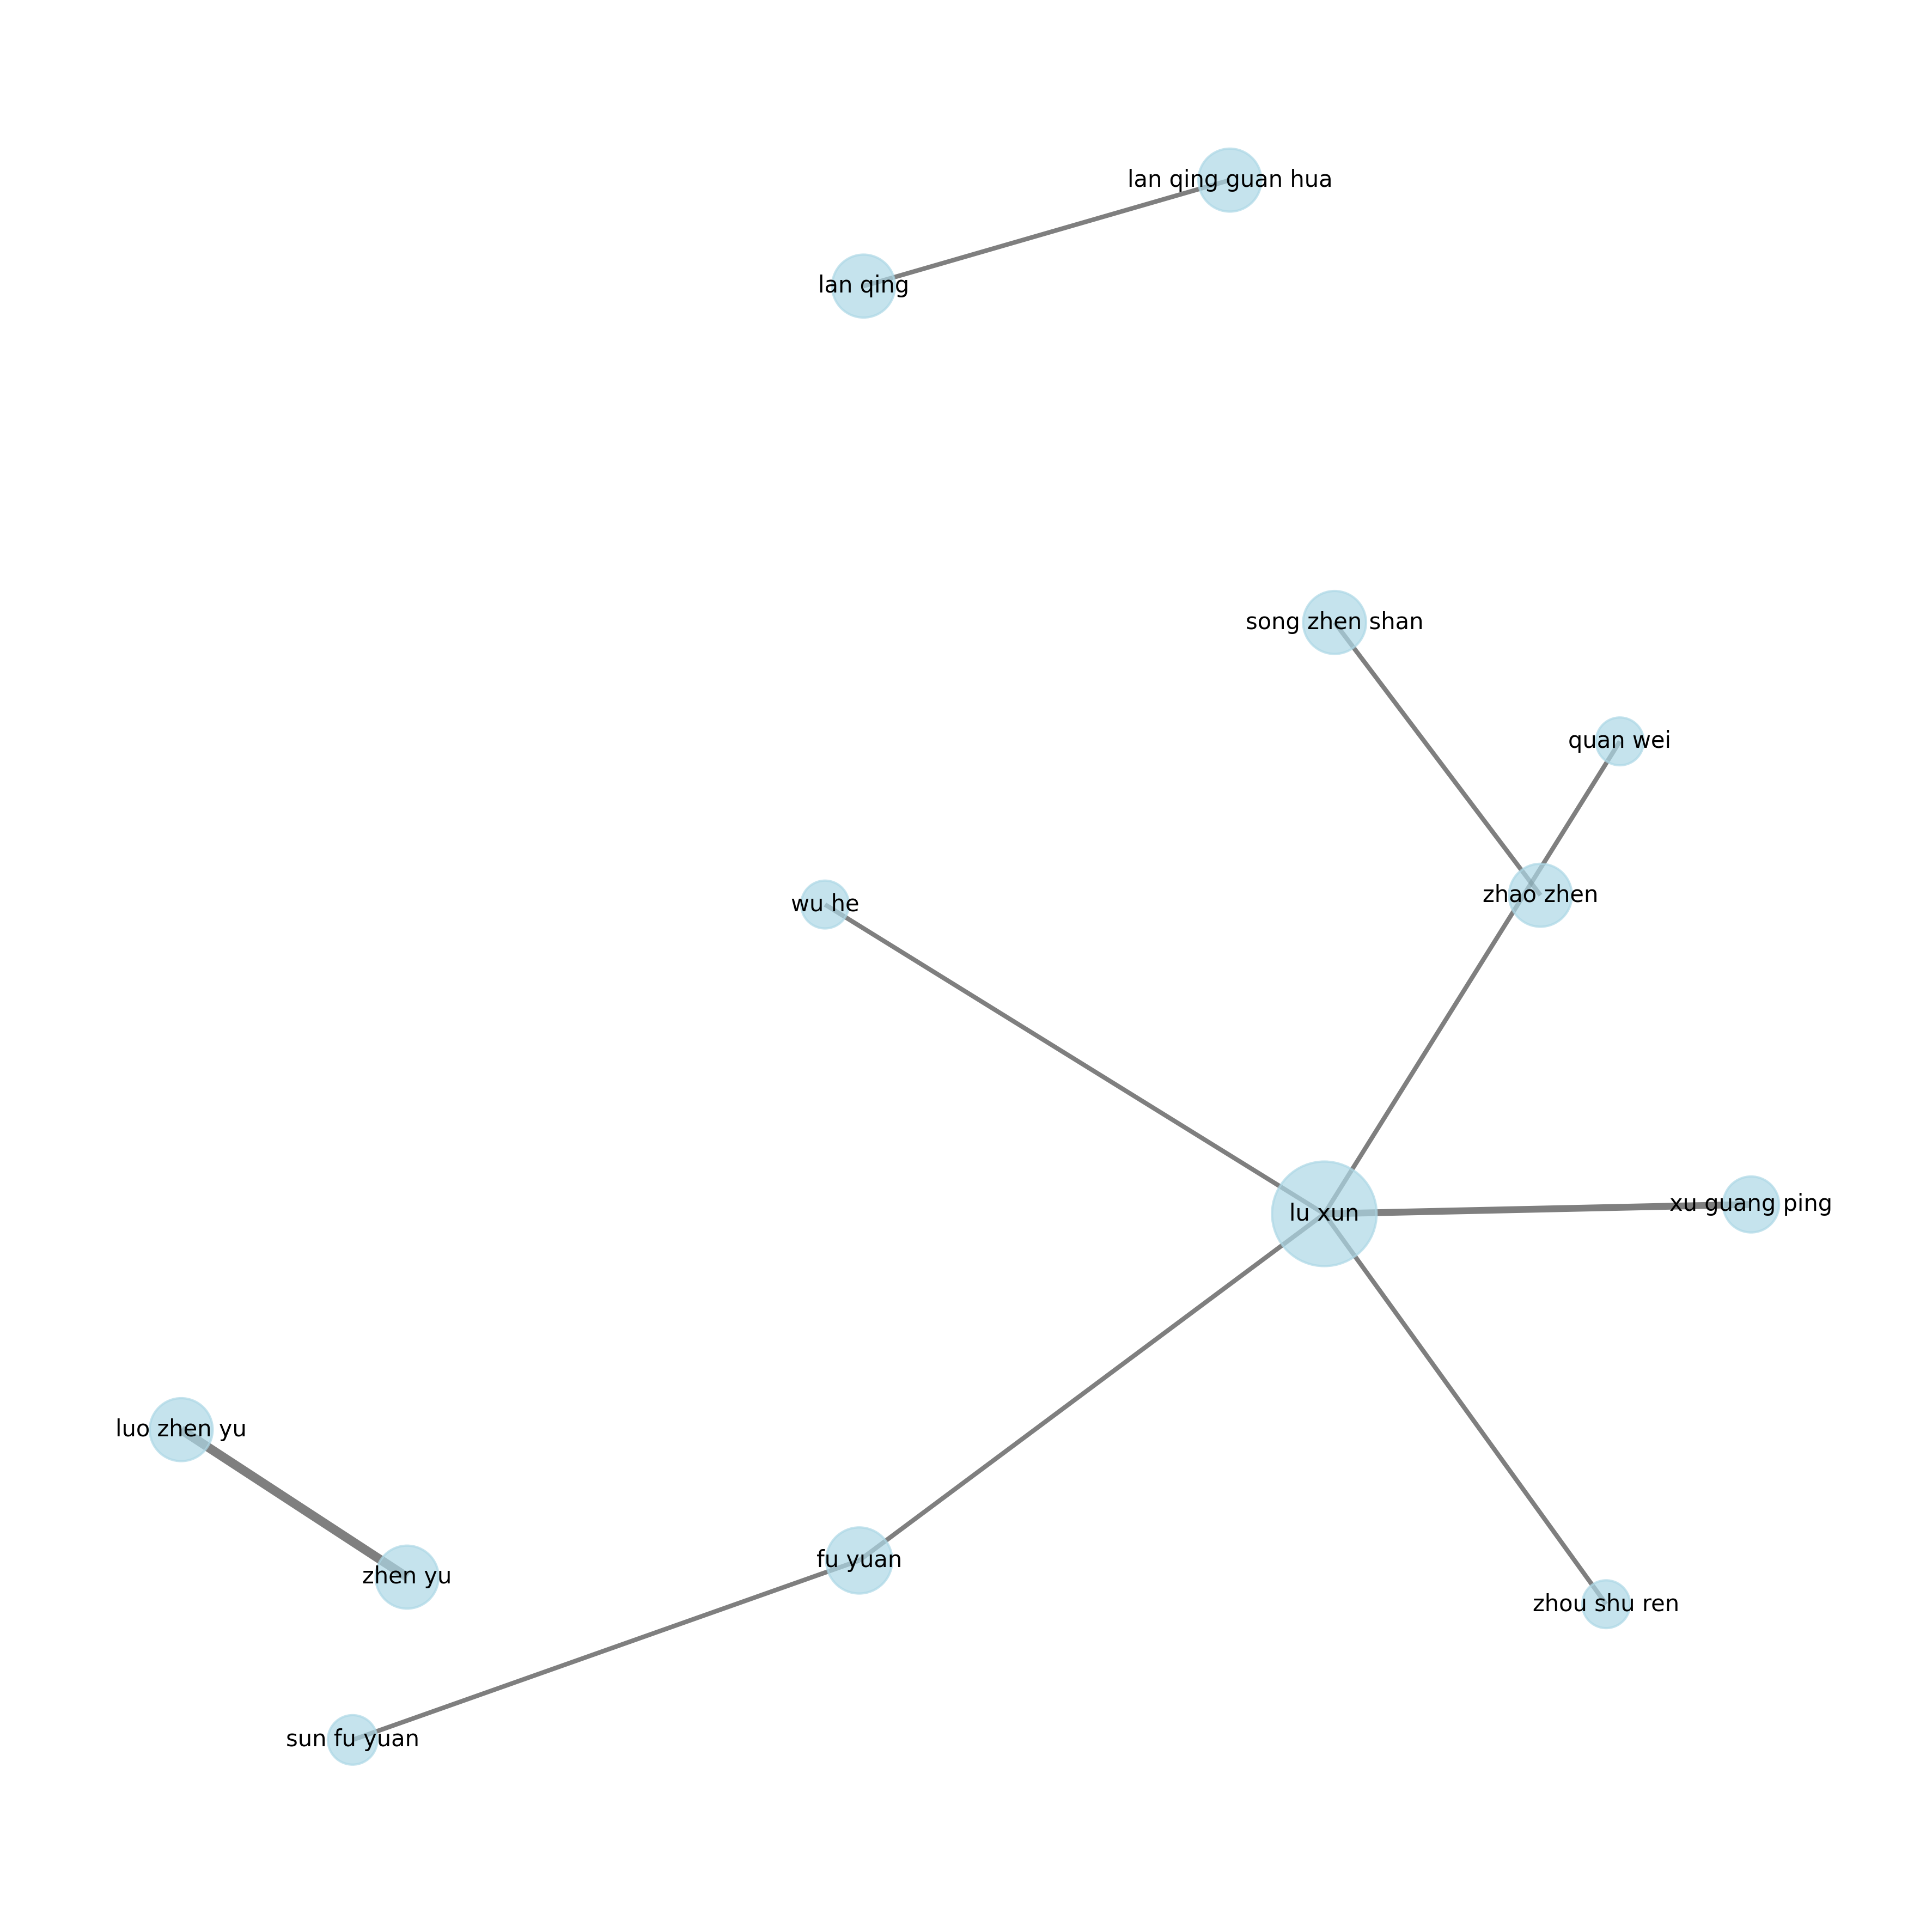 lan qing guan hua
lan qing
song zhen shan
quan wei
zhao zhen
wu he
xu guang ping
lu xun
luo zhen yu
fu yuan
zhen yu
zhou shu ren
sun fu yuan